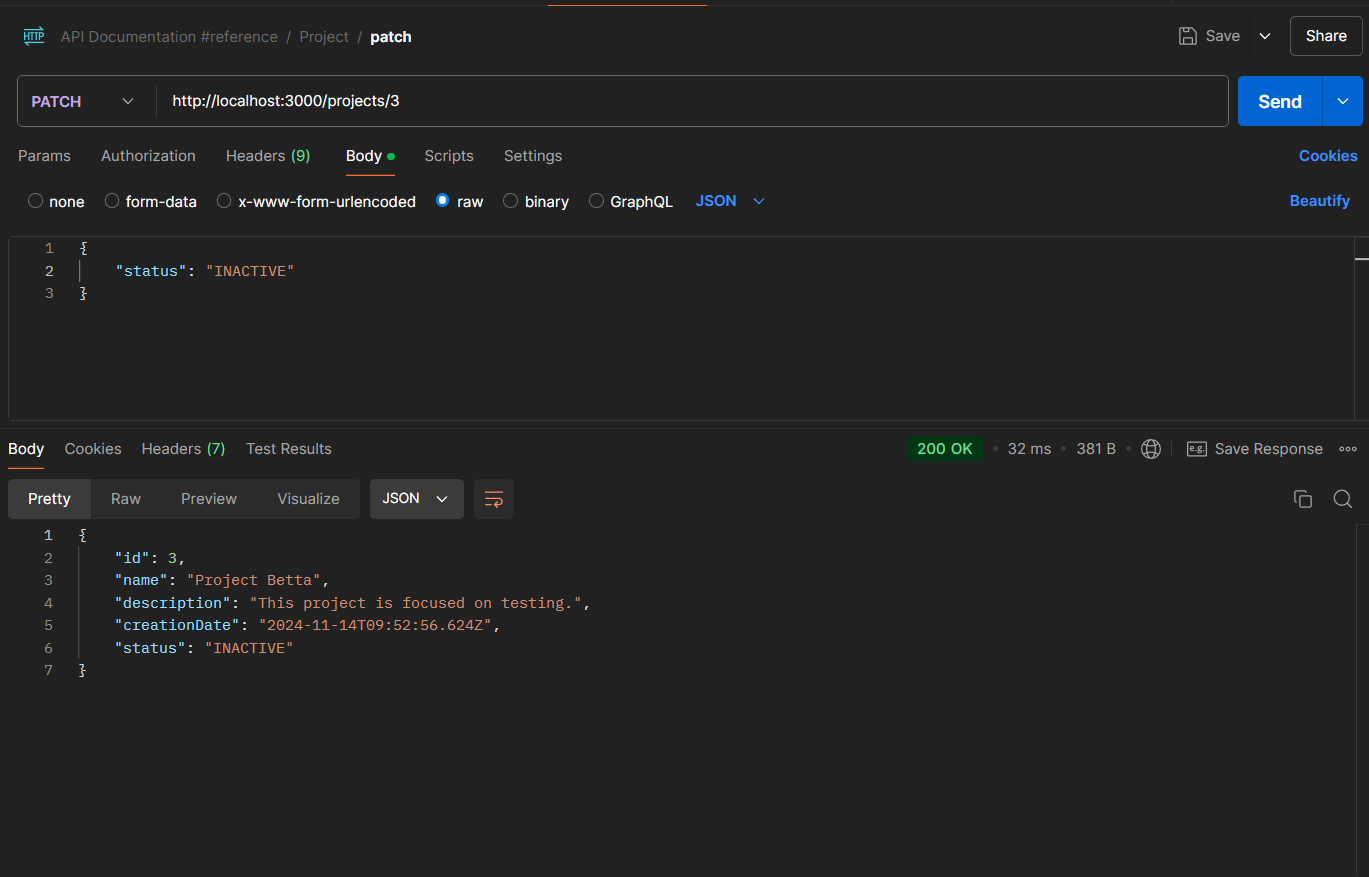 HTTP API Documentation #reference / Project / patch Save Share
PATCH http://localhost:3000/projects/3 Send
Params Authorization Headers (9) Body Scripts Settings Cookies
none form-data x-www-form-urlencoded raw binary GraphQL JSON Beautify
1 {
2 "status": "INACTIVE"
3 }
Body Cookies Headers (7) Test Results 200 OK 32 ms 381 B e.g. Save Response
Pretty Raw Preview Visualize JSON
1 {
2 "id": 3,
3 "name": "Project Betta",
4 "description": "This project is focused on testing.",
5 "creationDate": "2024-11-14T09:52:56.624Z",
6 "status": "INACTIVE"
7 }